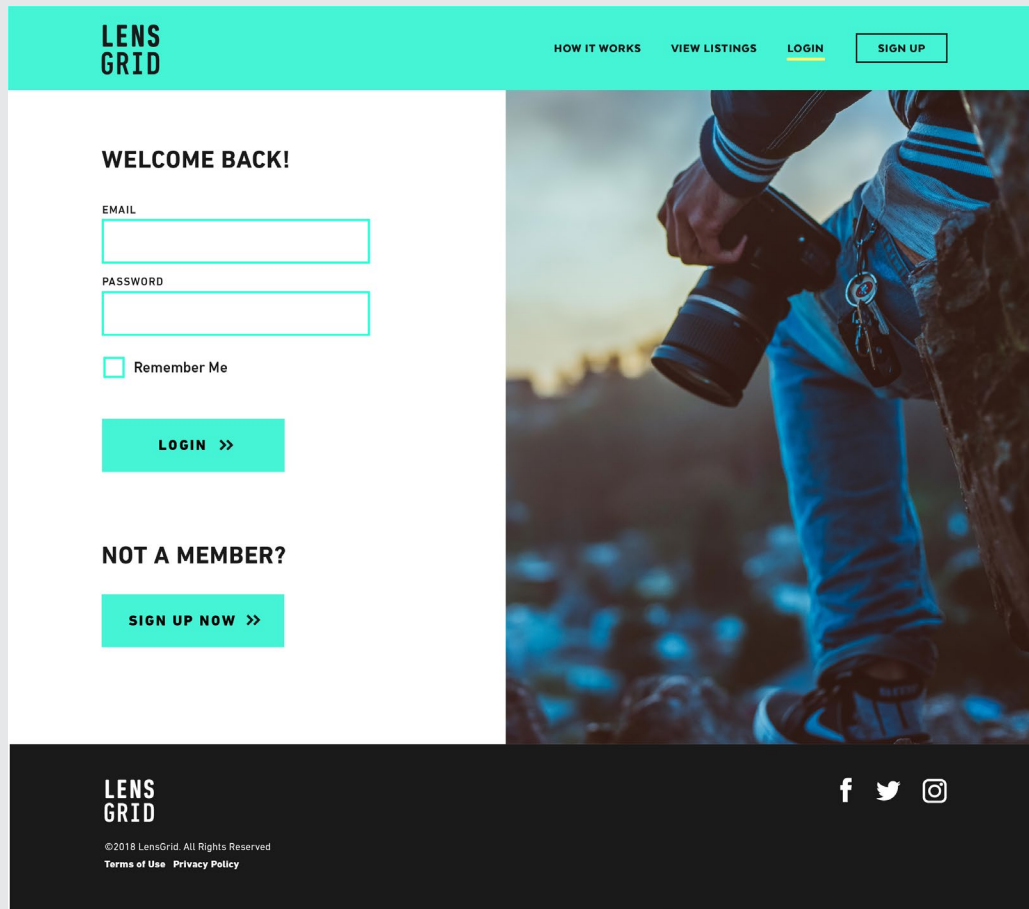 LENS
GRID
HOW IT WORKS VIEW LISTINGS LOGIN SIGN UP
WELCOME BACK!
EMAIL
PASSWORD
Remember Me
LOGIN >>
NOT A MEMBER?
SIGN UP NOW >>
LENS
GRID
©2018 LensGrid. All Rights Reserved
Terms of Use Privacy Policy